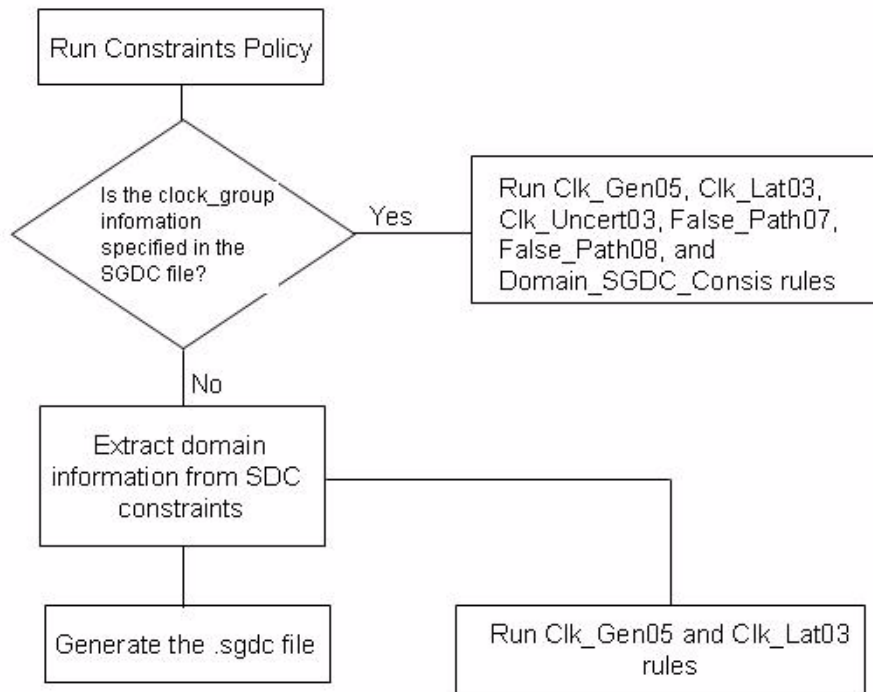 Run Constraints Policy
Is the clock_group
infomation
specified in the
SGDC file?
Yes
Run Clk_Gen05, Clk_Lat03,
Clk_Uncert03, False_Path07,
False_Path08, and
Domain_SGDC_Consis rules
No
Extract domain
information from SDC
constraints
Generate the .sgdc file
Run Clk_Gen05 and Clk_Lat03
rules